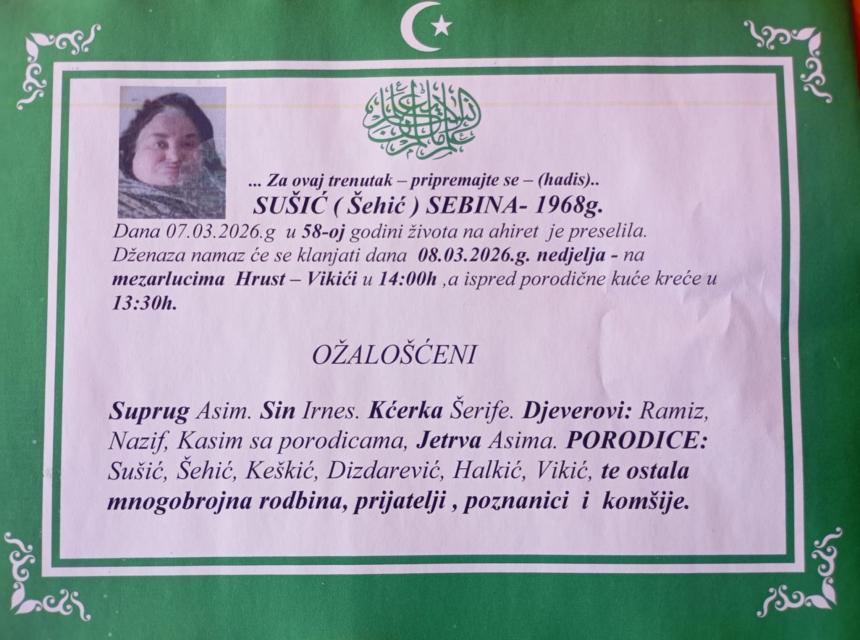 ... Za ovaj trenutak – pripremajte se – (hadis)..
SUŠIĆ ( Šehić ) SEBINA- 1968g.
Dana 07.03.2026.g u 58-oj godini života na ahiret je preselila.
Dženaza namaz će se klanjati dana 08.03.2026.g. nedjelja - na
mezarlucima Hrust – Vikići u 14:00h ,a ispred porodične kuće kreće u
13:30h.
OŽALOŠĆENI
Suprug Asim. Sin Irnes. Kćerka Šerife. Djeverovi: Ramiz,
Nazif, Kasim sa porodicama, Jetrva Asima. PORODICE:
Sušić, Šehić, Keškić, Dizdarević, Halkić, Vikić, te ostala
mnogobrojna rodbina, prijatelji , poznanici i komšije.